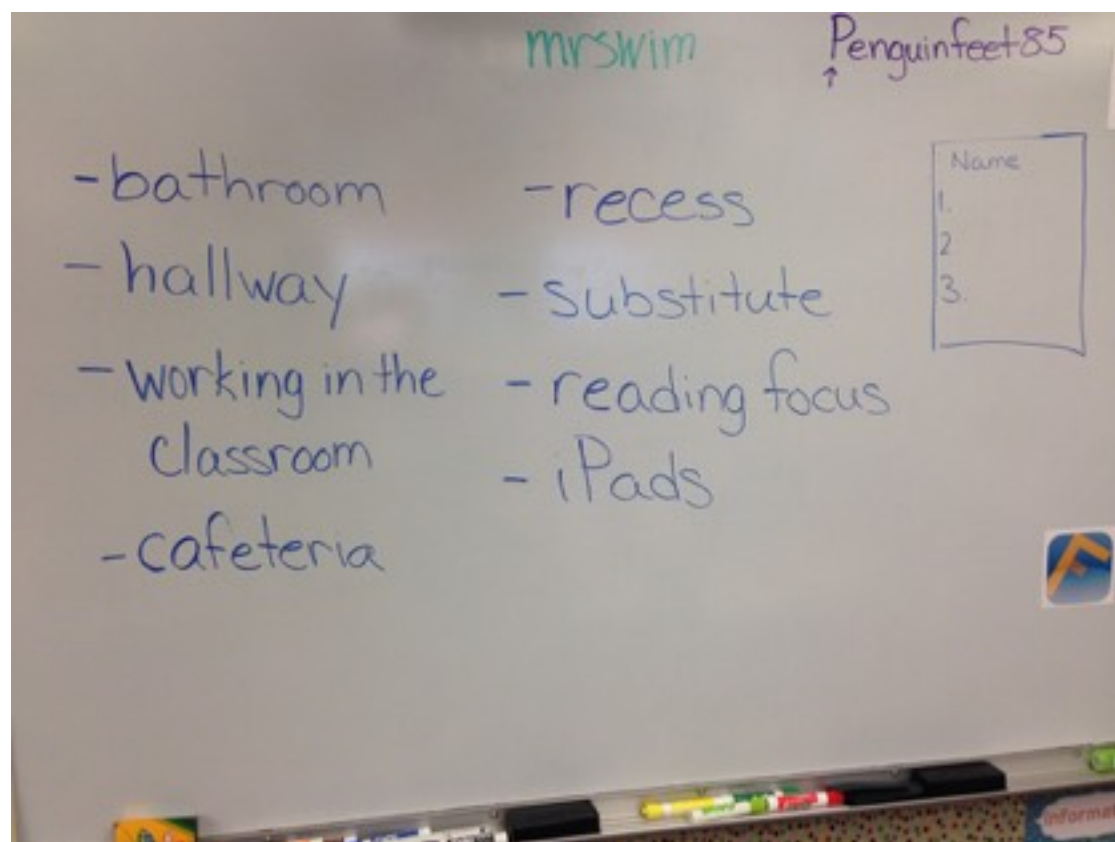 mrswim
Penguinfeet85
- bathroom
- hallway
- working in the
classroom
- cafeteria
- recess
- substitute
- reading focus
- iPads
Name
1.
2
3.